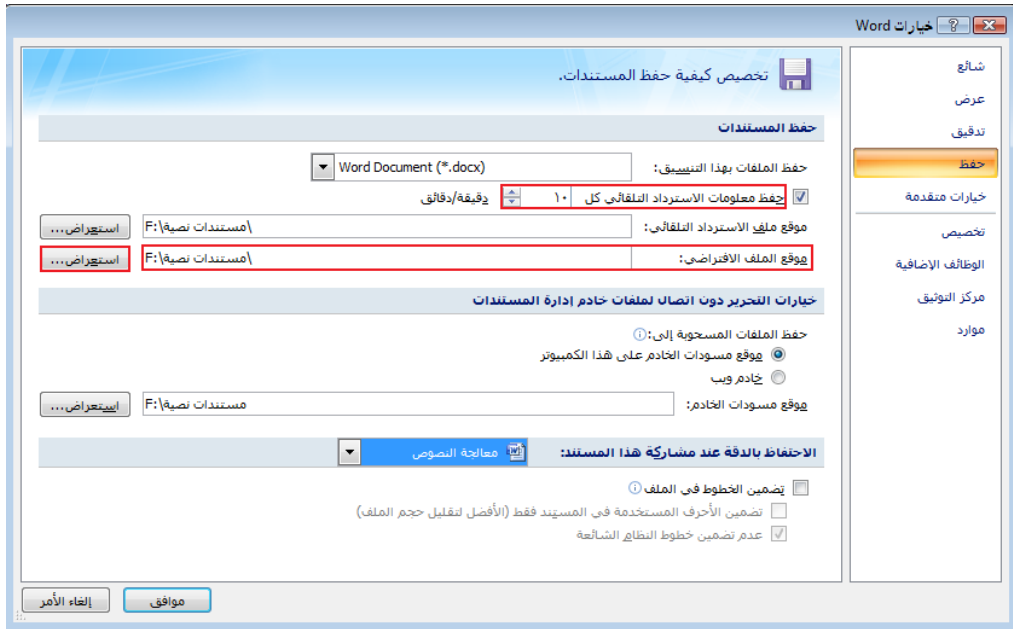 خيارات Word
شائع
عرض
تدقيق
حفظ
خيارات متقدمة
تخصيص
الوظائف الإضافية
مركز التوثيق
موارد
تخصيص كيفية حفظ المستندات.
حفظ المستندات
حفظ الملفات بهذا التنسيق: Word Document (*.docx)
حفظ معلومات الاسترداد التلقائي كل ١٠ دقيقة/دقائق
موقع ملف الاسترداد التلقائي: F:\مستندات نصية\ استعراض...
موقع الملف الافتراضي: F:\مستندات نصية\ استعراض...
خيارات التحرير دون اتصال لملفات خادم إدارة المستندات
حفظ الملفات المسحوبة إلى:
موقع مسودات الخادم على هذا الكمبيوتر
خادم ويب
موقع مسودات الخادم: F:\مستندات نصية استعراض...
الاحتفاظ بالدقة عند مشاركة هذا المستند: معالجة النصوص
تضمين الخطوط في الملف
تضمين الأحرف المستخدمة في المستند فقط (الأفضل لتقليل حجم الملف)
عدم تضمين خطوط النظام الشائعة
موافق
إلغاء الأمر